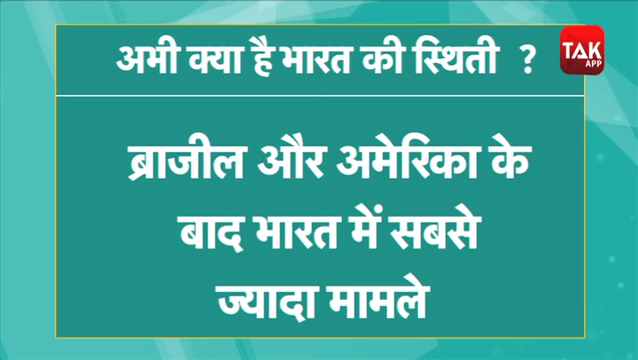 अभी क्या है भारत की स्थिती ?
TAK
APP
ब्राजील और अमेरिका के
बाद भारत में सबसे
ज्यादा मामले